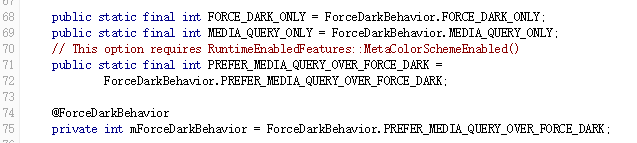 67
68 public static final int FORCE_DARK_ONLY = ForceDarkBehavior.FORCE_DARK_ONLY;
69 public static final int MEDIA_QUERY_ONLY = ForceDarkBehavior.MEDIA_QUERY_ONLY;
70 // This option requires RuntimeEnabledFeatures::MetaColorSchemeEnabled()
71 public static final int PREFER_MEDIA_QUERY_OVER_FORCE_DARK =
72 ForceDarkBehavior.PREFER_MEDIA_QUERY_OVER_FORCE_DARK;
73
74 @ForceDarkBehavior
75 private int mForceDarkBehavior = ForceDarkBehavior.PREFER_MEDIA_QUERY_OVER_FORCE_DARK;
76